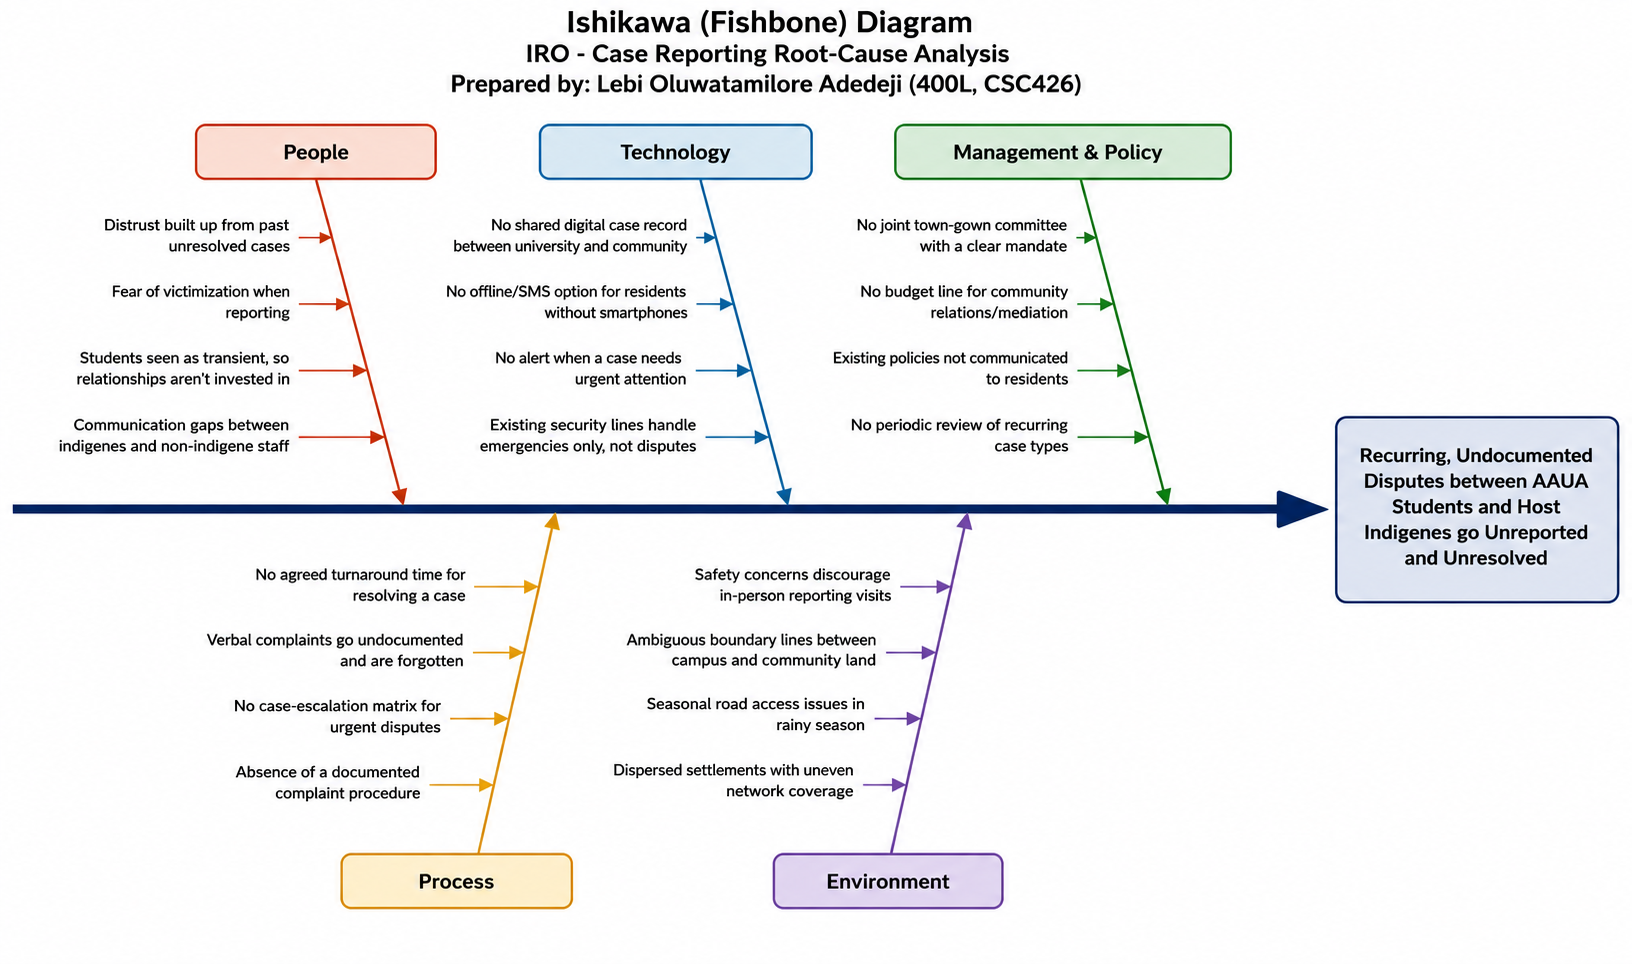 Ishikawa (Fishbone) Diagram
IRO - Case Reporting Root-Cause Analysis
Prepared by: Lebi Oluwatamilore Adedeji (400L, CSC426)
People
Distrust built up from past
unresolved cases
Fear of victimization when
reporting
Students seen as transient, so
relationships aren't invested in
Communication gaps between
indigenes and non-indigene staff
Technology
No shared digital case record
between university and community
No offline/SMS option for residents
without smartphones
No alert when a case needs
urgent attention
Existing security lines handle
emergencies only, not disputes
Management & Policy
No joint town-gown committee
with a clear mandate
No budget line for community
relations/mediation
Existing policies not communicated
to residents
No periodic review of recurring
case types
Recurring, Undocumented
Disputes between AAUA
Students and Host
Indigenes go Unreported
and Unresolved
No agreed turnaround time for
resolving a case
Verbal complaints go undocumented
and are forgotten
No case-escalation matrix for
urgent disputes
Absence of a documented
complaint procedure
Process
Safety concerns discourage
in-person reporting visits
Ambiguous boundary lines between
campus and community land
Seasonal road access issues in
rainy season
Dispersed settlements with uneven
network coverage
Environment